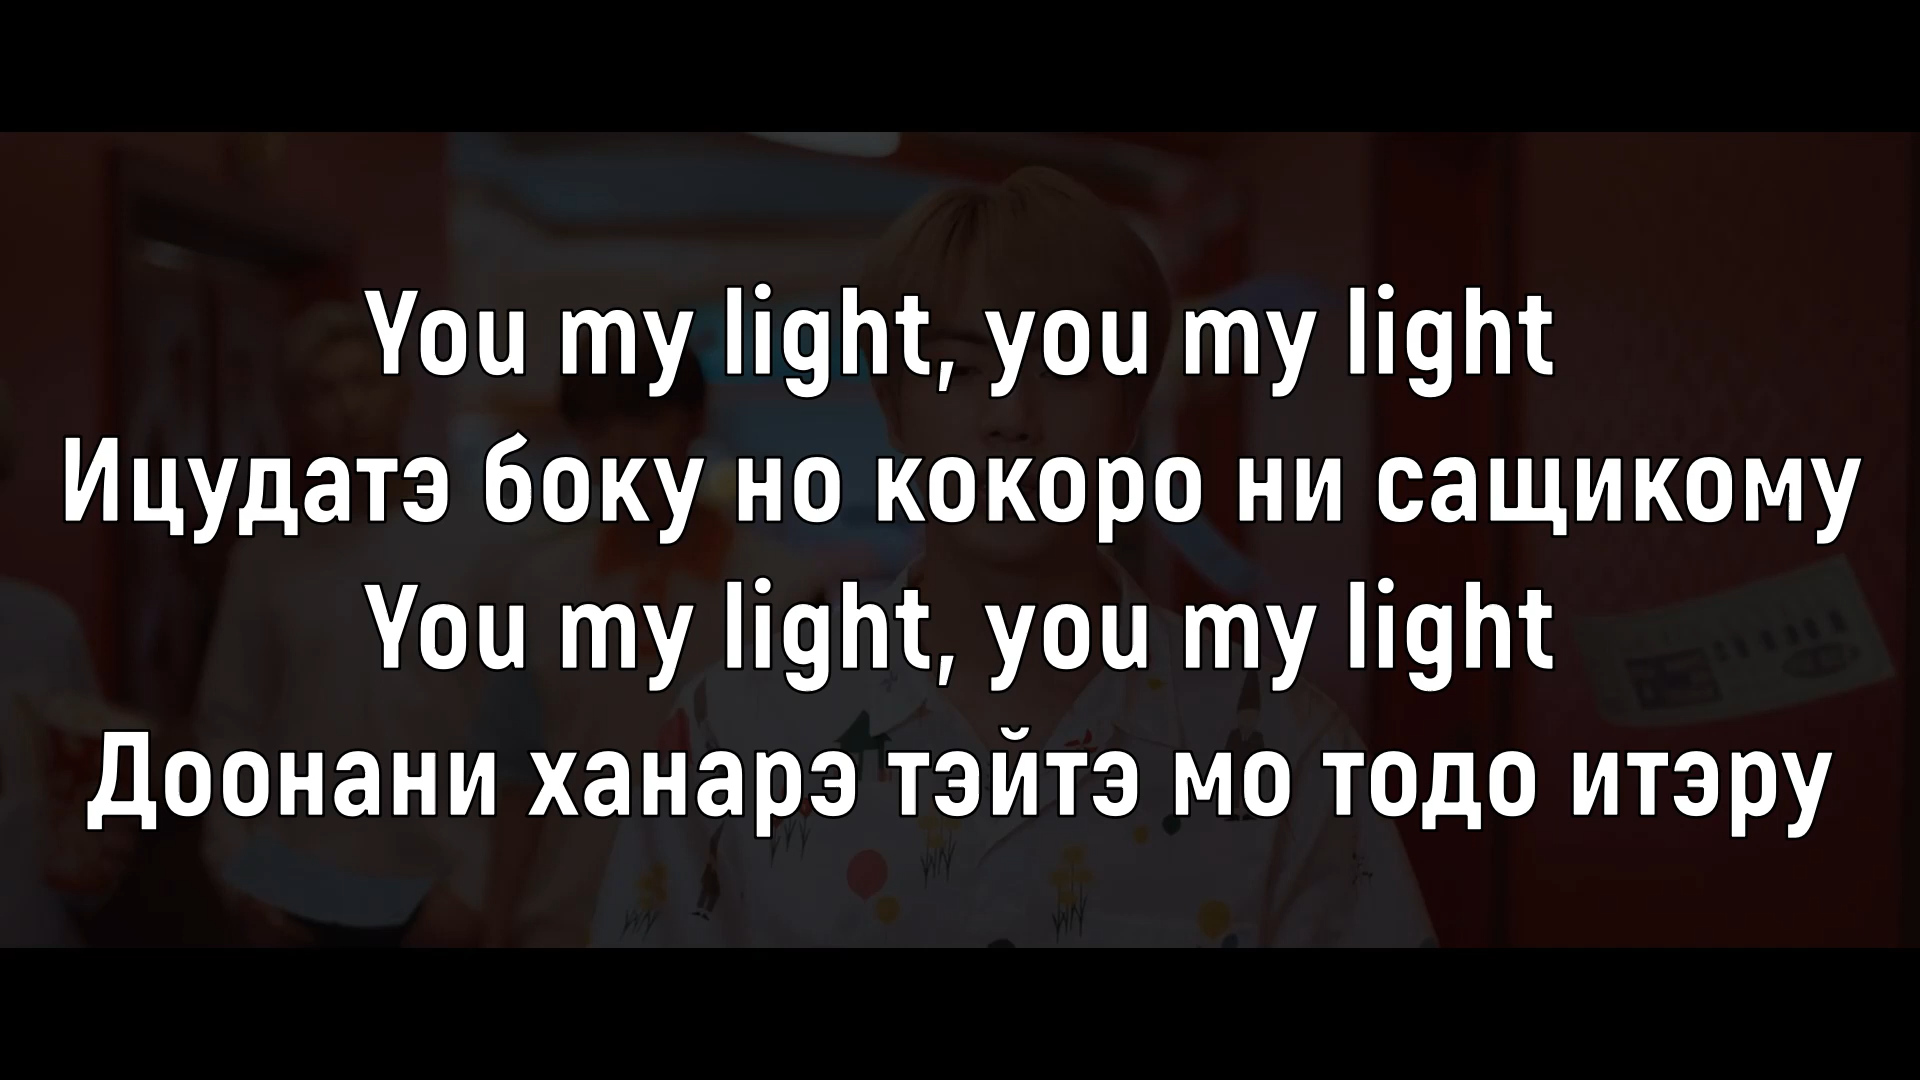 You my light, you my light
Ицудатэ боку но кокоро ни сащикому
You my light, you my light
Доонани ханарэ тэйтэ мо тодо итэру